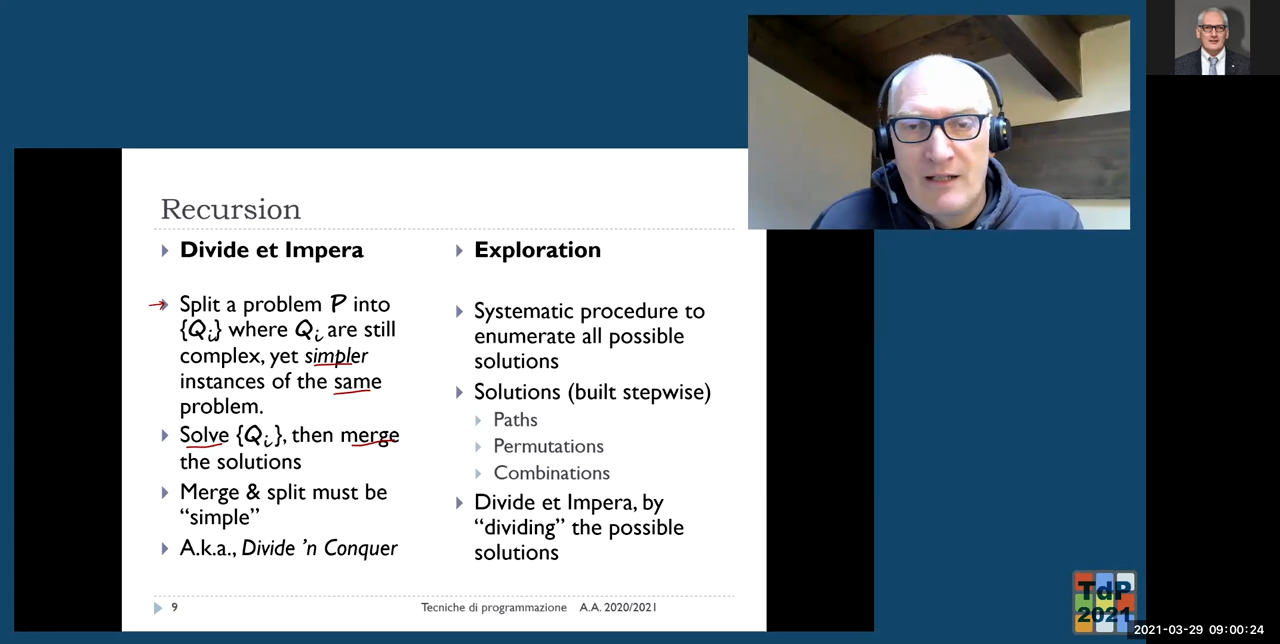 Recursion
Divide et Impera
Split a problem P into
{Qi} where Qi are still
complex, yet simpler
instances of the same
problem.
Solve {Qi}, then merge
the solutions
Merge & split must be
“simple”
A.k.a., Divide ’n Conquer
Exploration
Systematic procedure to
enumerate all possible
solutions
Solutions (built stepwise)
Paths
Permutations
Combinations
Divide et Impera, by
“dividing” the possible
solutions
9
Tecniche di programmazione A.A. 2020/2021
TdP
2021
2021-03-29 09:00:24